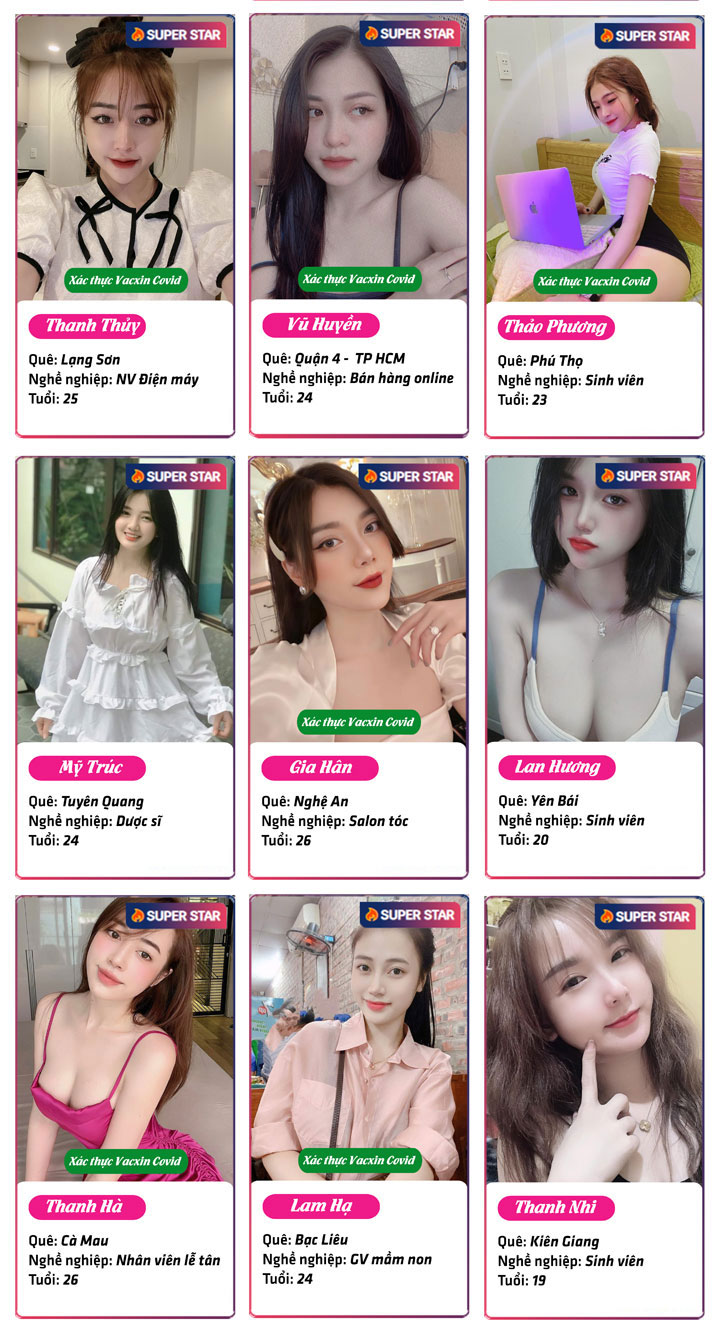 SUPER STAR
Xác thực Vacxin Covid
Thanh Thủy
Quê: Lạng Sơn
Nghề nghiệp: NV Điện máy
Tuổi: 25
SUPER STAR
Xác thực Vacxin Covid
Vũ Huyền
Quê: Quận 4 - TP HCM
Nghề nghiệp: Bán hàng online
Tuổi: 24
SUPER STAR
Xác thực Vacxin Covid
Thảo Phương
Quê: Phú Thọ
Nghề nghiệp: Sinh viên
Tuổi: 23
SUPER STAR
Mỹ Trúc
Quê: Tuyên Quang
Nghề nghiệp: Dược sĩ
Tuổi: 24
SUPER STAR
Xác thực Vacxin Covid
Gia Hân
Quê: Nghệ An
Nghề nghiệp: Salon tóc
Tuổi: 26
SUPER STAR
Lan Hương
Quê: Yên Bái
Nghề nghiệp: Sinh viên
Tuổi: 20
SUPER STAR
Xác thực Vacxin Covid
Thanh Hà
Quê: Cà Mau
Nghề nghiệp: Nhân viên lễ tân
Tuổi: 26
SUPER STAR
Xác thực Vacxin Covid
Lam Hạ
Quê: Bạc Liêu
Nghề nghiệp: GV mầm non
Tuổi: 24
SUPER STAR
Thanh Nhi
Quê: Kiên Giang
Nghề nghiệp: Sinh viên
Tuổi: 19